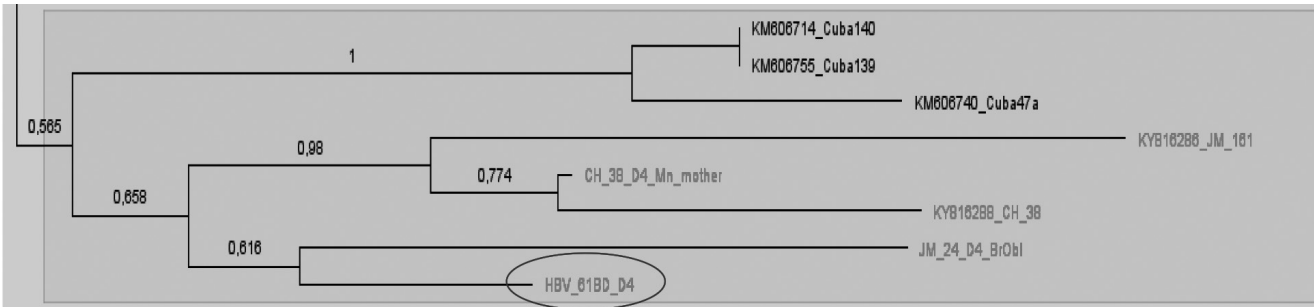 KM606714_Cuba140
1
KM606755_Cuba139
KM606740_Cuba47a
0,565
KY816286_JM_161
0,98
0,774
CH_38_D4_Mn_mother
0,658
KY816288_CH_38
0,616
JM_24_D4_BrObl
HBV_61BD_D4